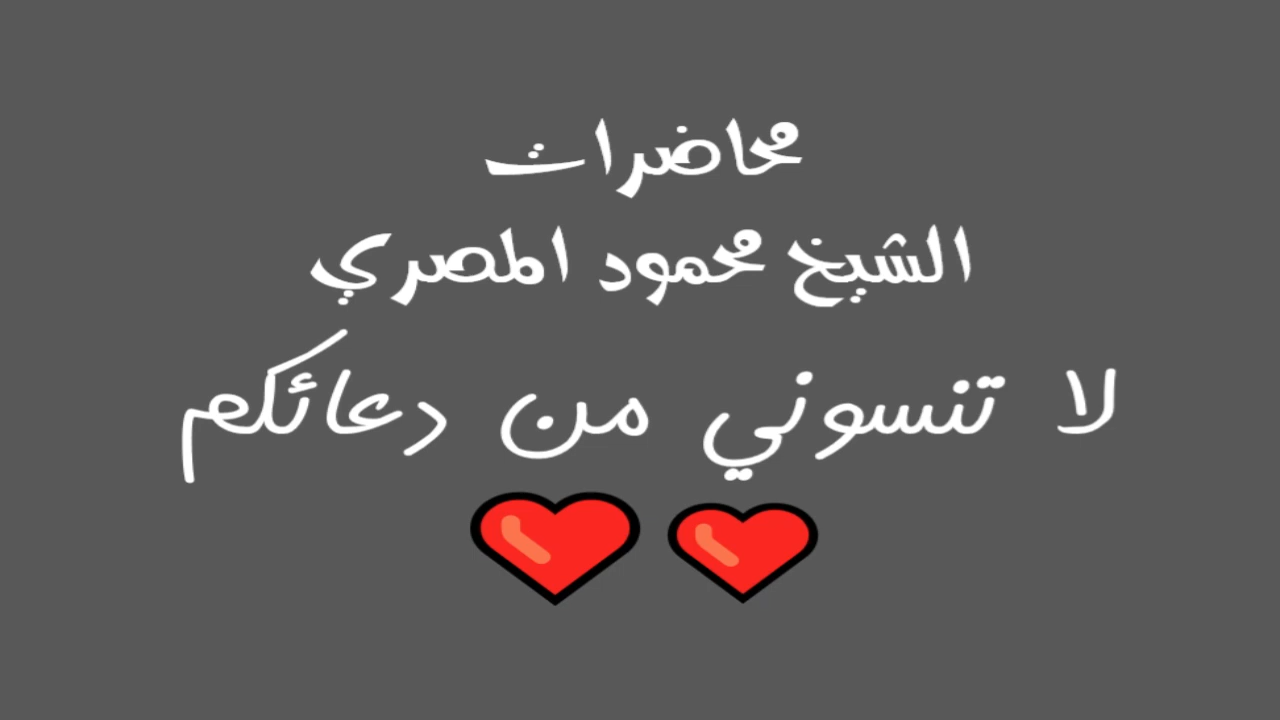 محاضرات
الشيخ محمود المصري
لا تنسوني من دعائكم